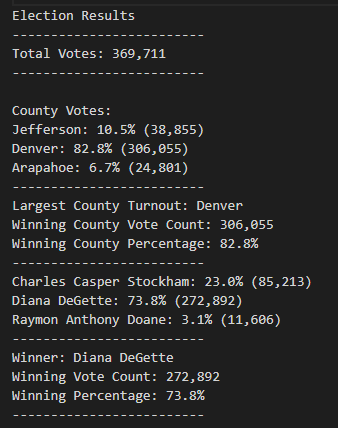 Election Results
-------------------------
Total Votes: 369,711
-------------------------
County Votes:
Jefferson: 10.5% (38,855)
Denver: 82.8% (306,055)
Arapahoe: 6.7% (24,801)
-------------------------
Largest County Turnout: Denver
Winning County Vote Count: 306,055
Winning County Percentage: 82.8%
-------------------------
Charles Casper Stockham: 23.0% (85,213)
Diana DeGette: 73.8% (272,892)
Raymon Anthony Doane: 3.1% (11,606)
-------------------------
Winner: Diana DeGette
Winning Vote Count: 272,892
Winning Percentage: 73.8%
-------------------------